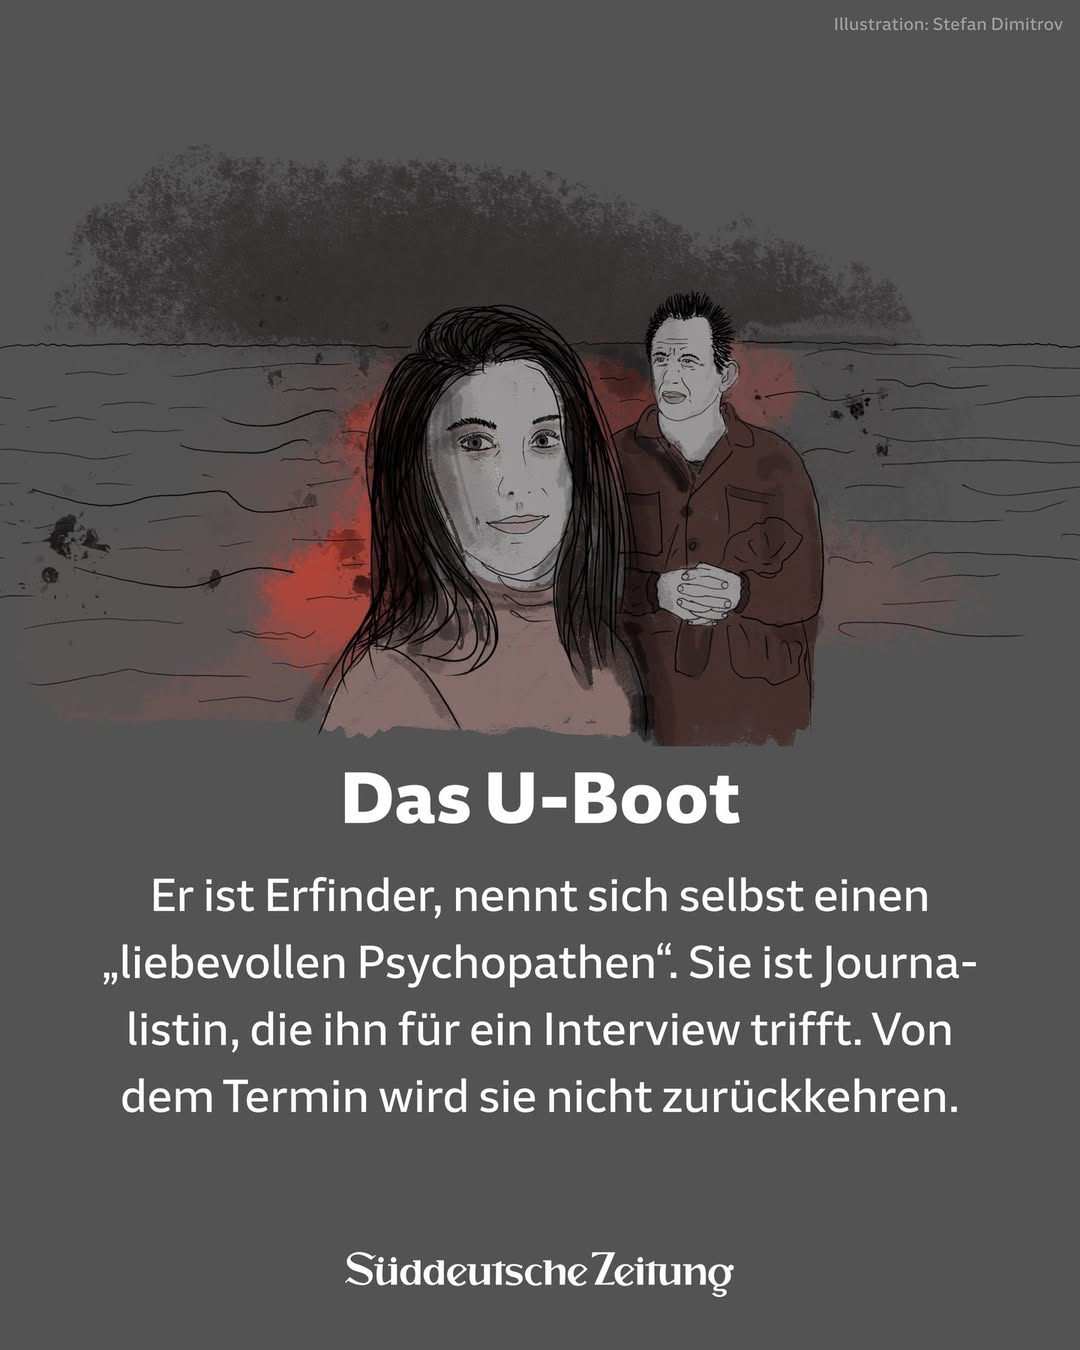 Illustration: Stefan Dimitrov
Das U-Boot
Er ist Erfinder, nennt sich selbst einen
„liebevollen Psychopathen“. Sie ist Journa-
listin, die ihn für ein Interview trifft. Von
dem Termin wird sie nicht zurückkehren.
Süddeutsche Zeitung